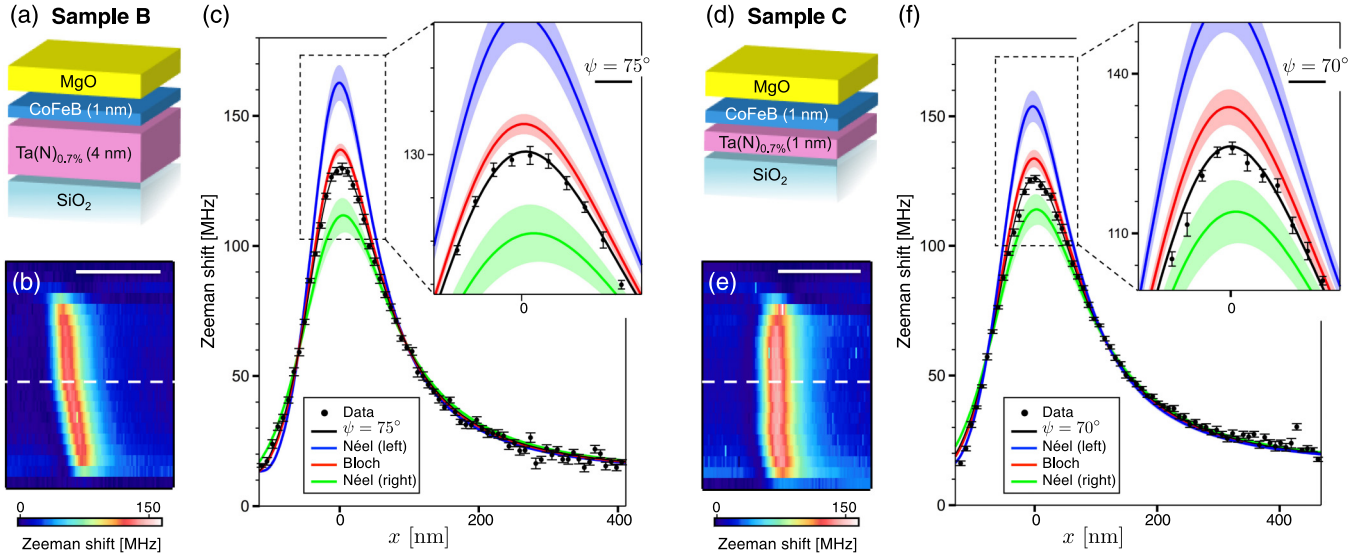 (a) Sample B
MgO
CoFeB (1 nm)
Ta(N)0.7% (4 nm)
SiO2
(b)
0 150
Zeeman shift [MHz]
(c)
Zeeman shift [MHz]
150
100
50
0
0 200 400
x [nm]
ψ = 75°
130
0
Data
ψ = 75°
Néel (left)
Bloch
Néel (right)
(d) Sample C
MgO
CoFeB (1 nm)
Ta(N)0.7% (1 nm)
SiO2
(e)
0 150
Zeeman shift [MHz]
(f)
Zeeman shift [MHz]
150
100
50
0
0 200 400
x [nm]
ψ = 70°
140
110
0
Data
ψ = 70°
Néel (left)
Bloch
Néel (right)